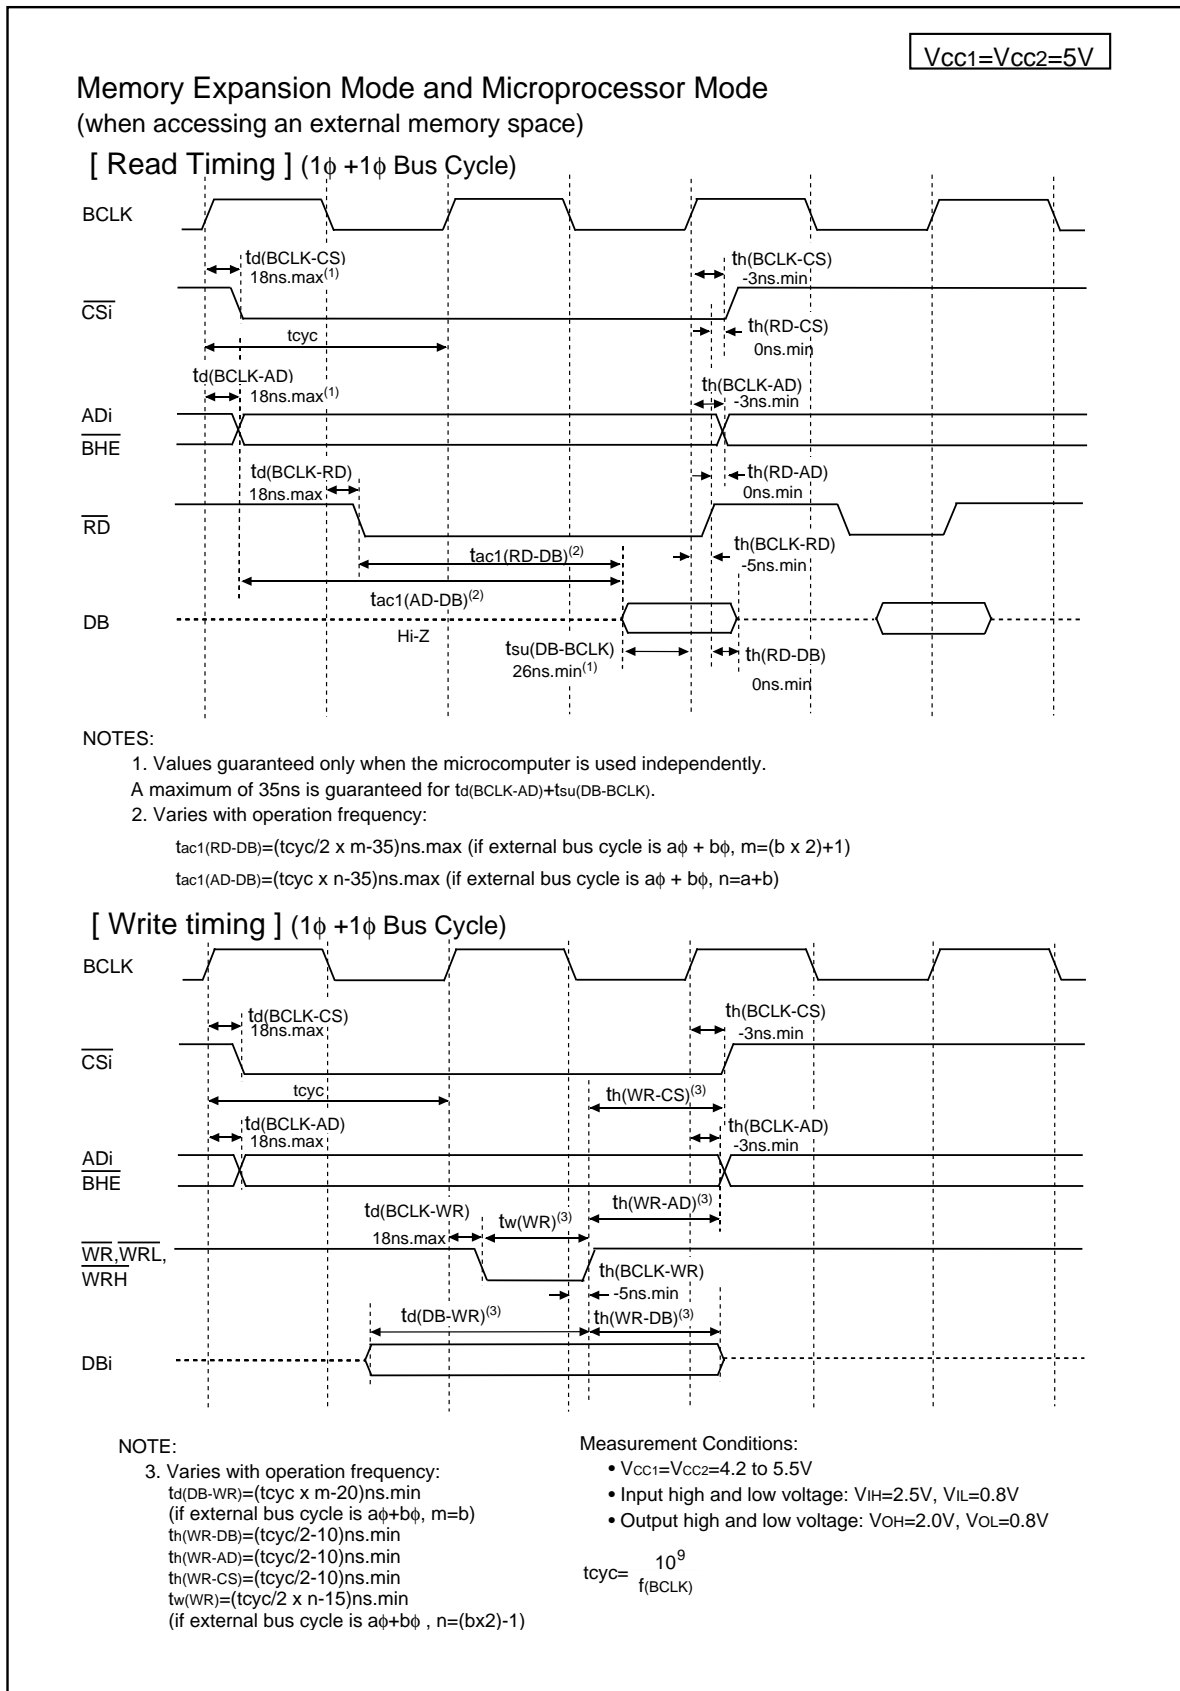 Vcc1=Vcc2=5V
Memory Expansion Mode and Microprocessor Mode
(when accessing an external memory space)
[ Read Timing ] (1ϕ +1ϕ Bus Cycle)
BCLK
td(BCLK-CS)
18ns.max(1)
th(BCLK-CS)
-3ns.min
CSi
th(RD-CS)
0ns.min
tcyc
td(BCLK-AD)
18ns.max(1)
th(BCLK-AD)
-3ns.min
ADi
BHE
td(BCLK-RD)
18ns.max
th(RD-AD)
0ns.min
RD
tac1(RD-DB)(2)
th(BCLK-RD)
-5ns.min
tac1(AD-DB)(2)
DB
Hi-Z
tsu(DB-BCLK)
26ns.min(1)
th(RD-DB)
0ns.min
NOTES:
1. Values guaranteed only when the microcomputer is used independently.
A maximum of 35ns is guaranteed for td(BCLK-AD)+tsu(DB-BCLK).
2. Varies with operation frequency:
tac1(RD-DB)=(tcyc/2 x m-35)ns.max (if external bus cycle is aϕ + bϕ, m=(b x 2)+1)
tac1(AD-DB)=(tcyc x n-35)ns.max (if external bus cycle is aϕ + bϕ, n=a+b)
[ Write timing ] (1ϕ +1ϕ Bus Cycle)
BCLK
td(BCLK-CS)
18ns.max
th(BCLK-CS)
-3ns.min
CSi
tcyc
th(WR-CS)(3)
td(BCLK-AD)
18ns.max
th(BCLK-AD)
-3ns.min
ADi
BHE
td(BCLK-WR)
18ns.max
tw(WR)(3)
th(WR-AD)(3)
WR,WRL,
WRH
th(BCLK-WR)
-5ns.min
td(DB-WR)(3)
th(WR-DB)(3)
DBi
NOTE:
3. Varies with operation frequency:
td(DB-WR)=(tcyc x m-20)ns.min
(if external bus cycle is aϕ+bϕ, m=b)
th(WR-DB)=(tcyc/2-10)ns.min
th(WR-AD)=(tcyc/2-10)ns.min
th(WR-CS)=(tcyc/2-10)ns.min
tw(WR)=(tcyc/2 x n-15)ns.min
(if external bus cycle is aϕ+bϕ , n=(bx2)-1)
Measurement Conditions:
• VCC1=VCC2=4.2 to 5.5V
• Input high and low voltage: VIH=2.5V, VIL=0.8V
• Output high and low voltage: VOH=2.0V, VOL=0.8V
tcyc= 10^9
f(BCLK)